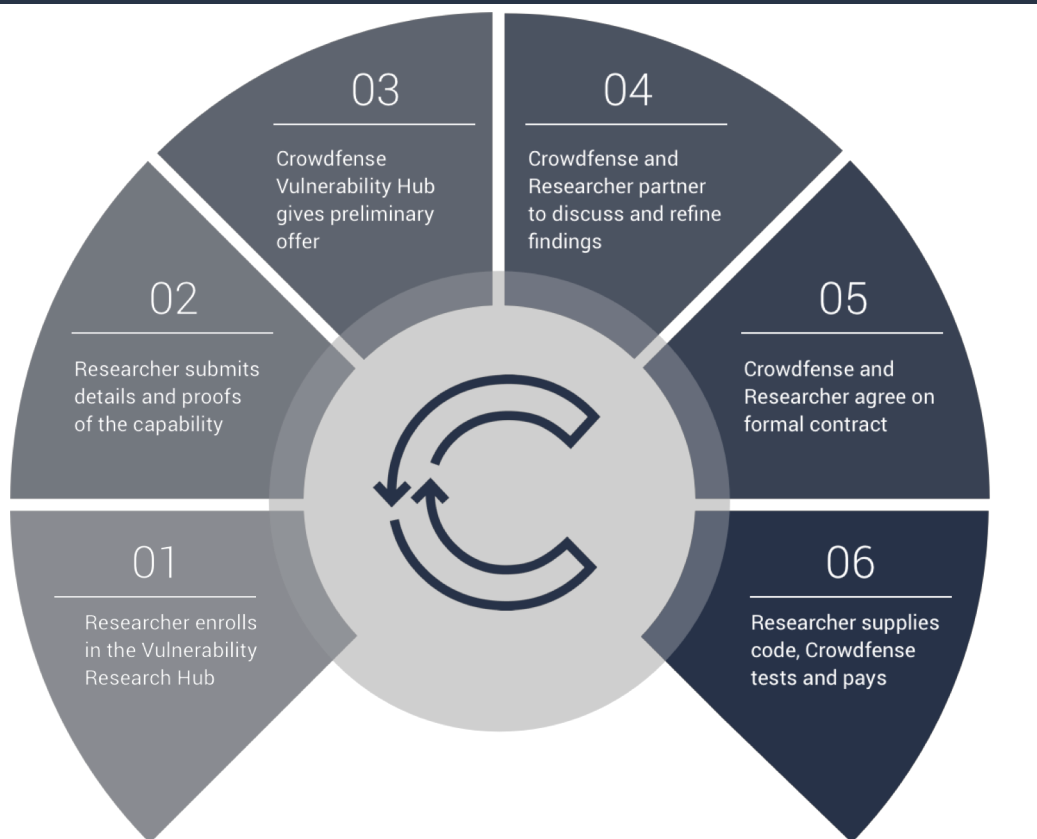 01
Researcher enrolls
in the Vulnerability
Research Hub
02
Researcher submits
details and proofs
of the capability
03
Crowdfense
Vulnerability Hub
gives preliminary
offer
04
Crowdfense and
Researcher partner
to discuss and refine
findings
05
Crowdfense and
Researcher agree on
formal contract
06
Researcher supplies
code, Crowdfense
tests and pays